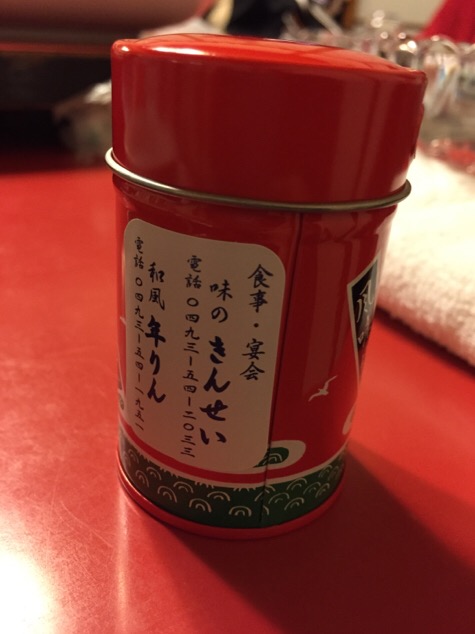 食事・宴会
味のきんせい
電話 〇四九三ー五四ー二〇三三
和風 年りん
電話 〇四九三ー五四ー一九五一